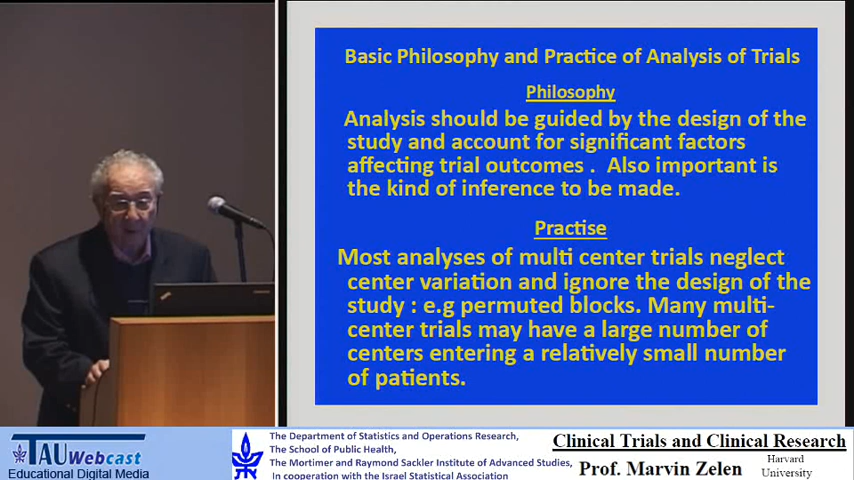 Basic Philosophy and Practice of Analysis of Trials
Philosophy
Analysis should be guided by the design of the
study and account for significant factors
affecting trial outcomes . Also important is
the kind of inference to be made.
Practise
Most analyses of multi center trials neglect
center variation and ignore the design of the
study : e.g permuted blocks. Many multi-
center trials may have a large number of
centers entering a relatively small number
of patients.
TAU Webcast
Educational Digital Media
The Department of Statistics and Operations Research,
The School of Public Health,
The Mortimer and Raymond Sackler Institute of Advanced Studies,
In cooperation with the Israel Statistical Association
Clinical Trials and Clinical Research
Prof. Marvin Zelen
Harvard
University